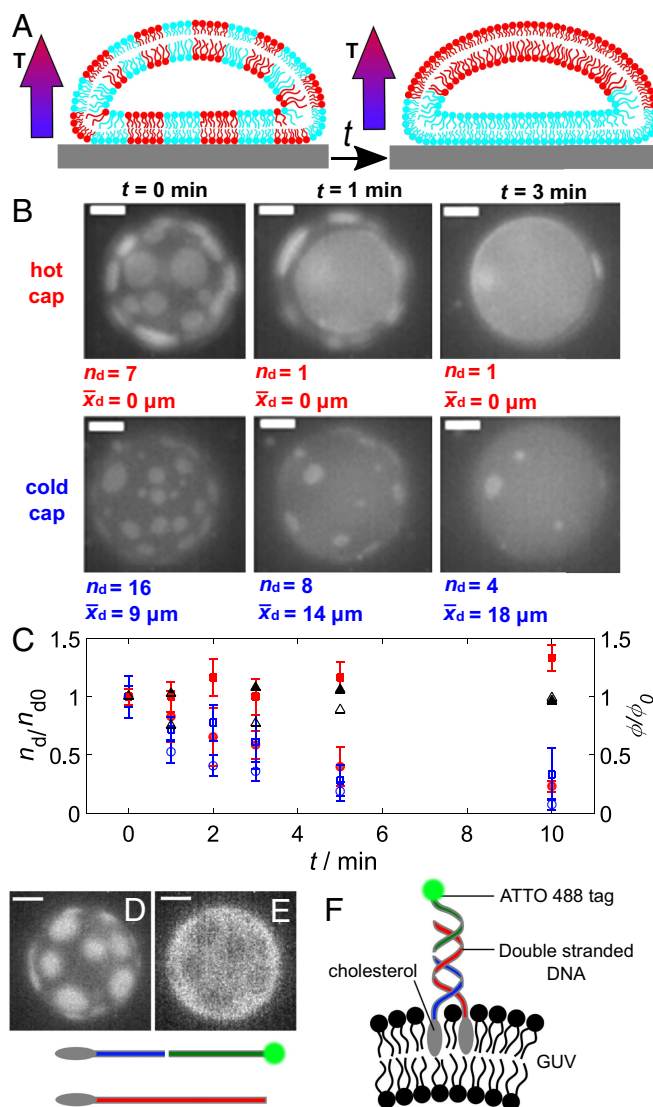 A
T
t
T
B
t = 0 min
t = 1 min
t = 3 min
hot
cap
nd = 7
x̄d = 0 µm
nd = 1
x̄d = 0 µm
nd = 1
x̄d = 0 µm
cold
cap
nd = 16
x̄d = 9 µm
nd = 8
x̄d = 14 µm
nd = 4
x̄d = 18 µm
C
nd/nd0
1.5
1
0.5
0
1.5
1
0.5
0
ϕ/ϕ0
0 2 4 6 8 10
t / min
D
E
F
ATTO 488 tag
Double stranded
DNA
cholesterol
GUV